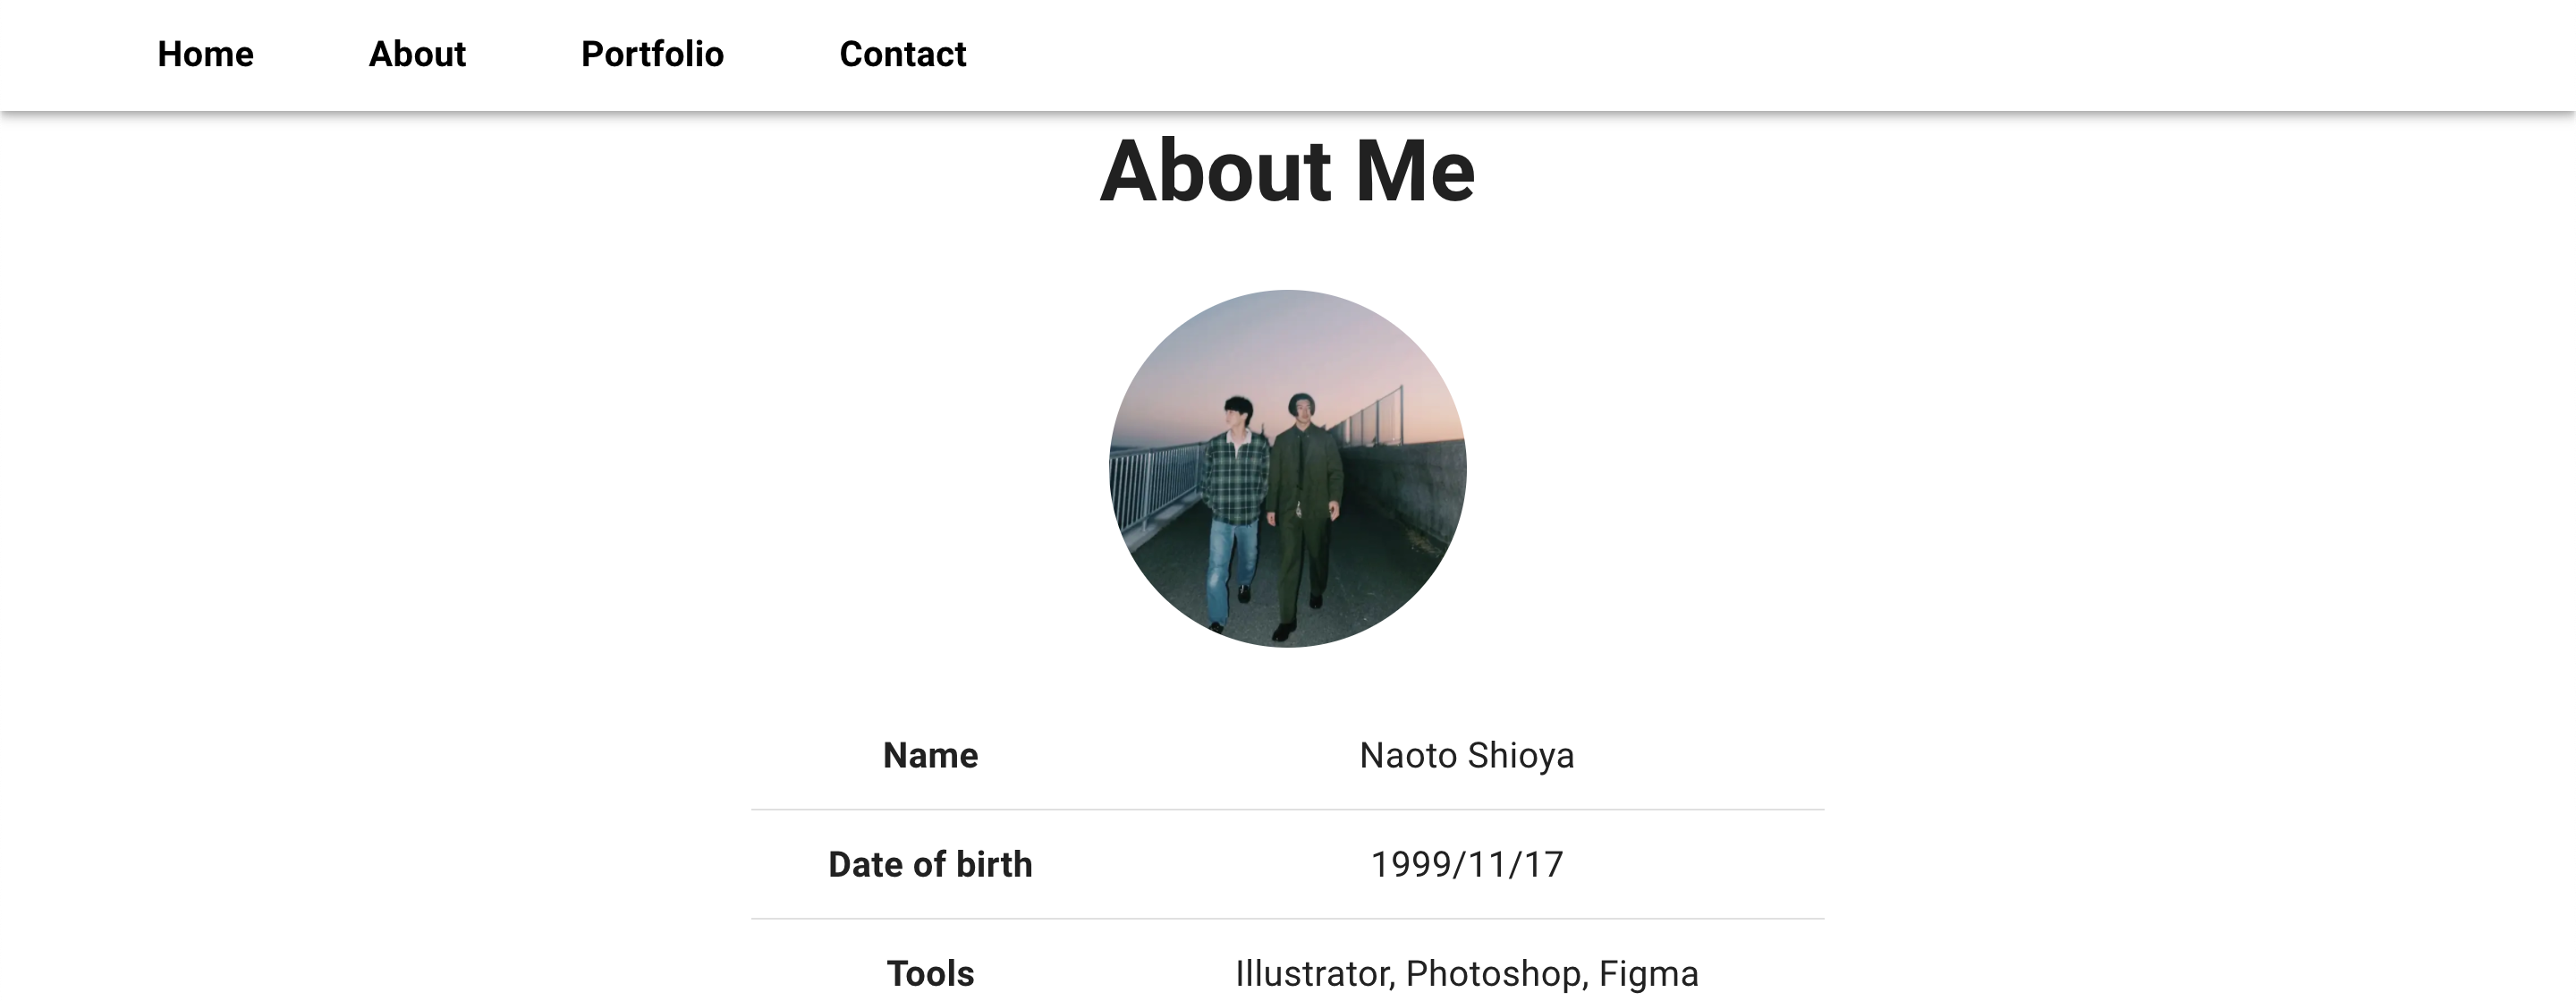 Home About Portfolio Contact
About Me
Name Naoto Shioya
Date of birth 1999/11/17
Tools Illustrator, Photoshop, Figma